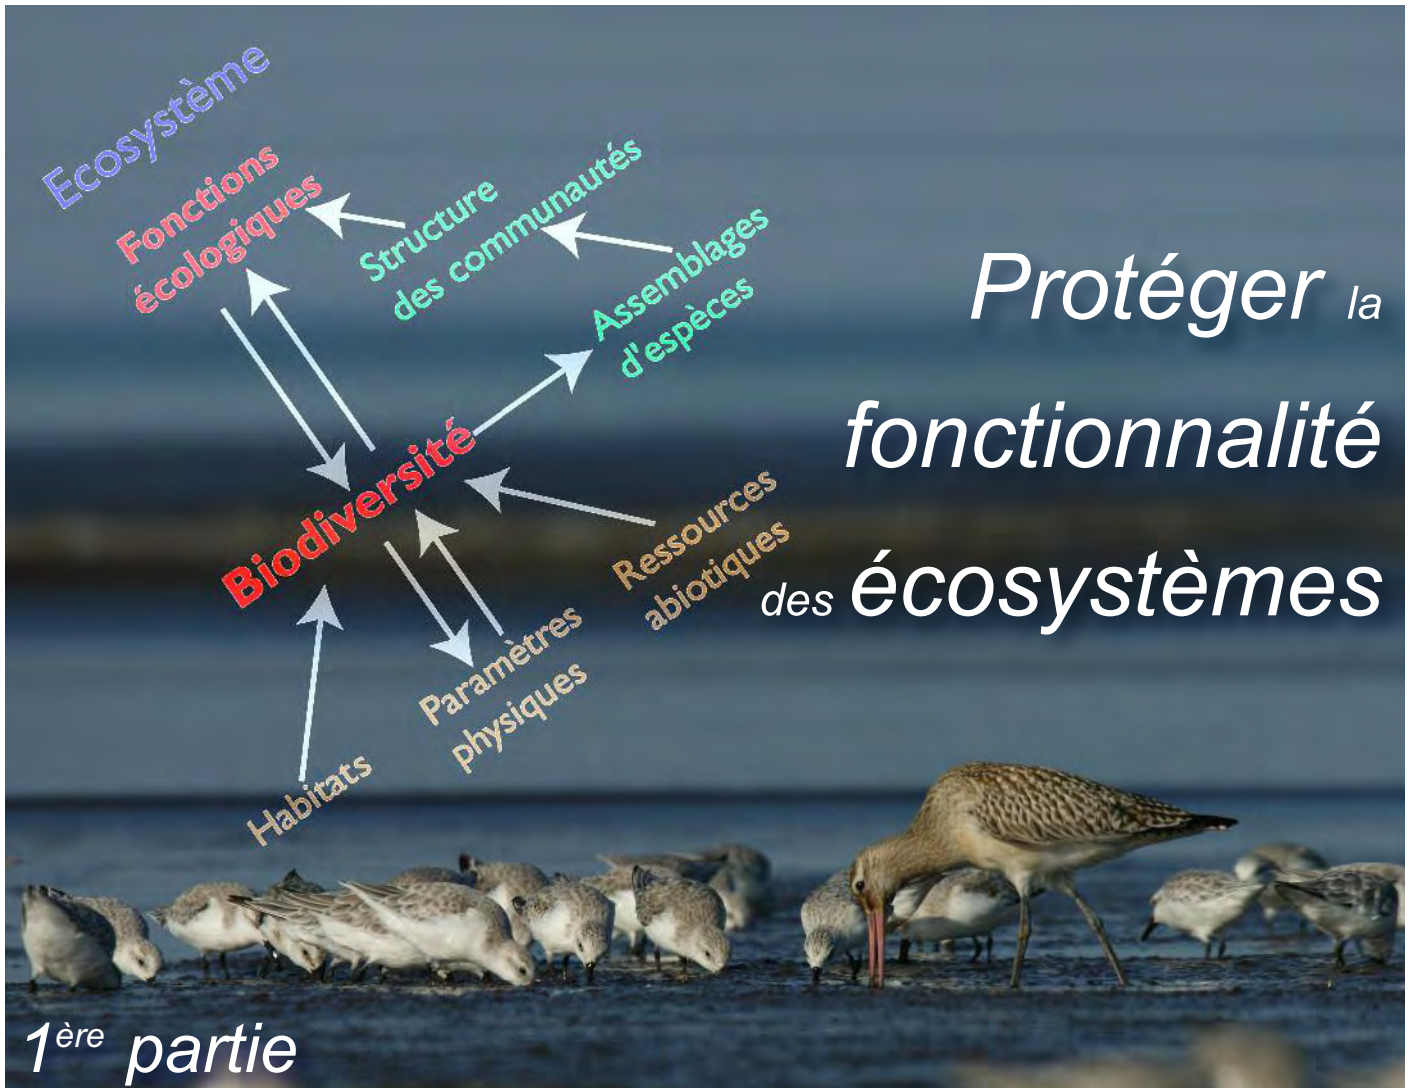 Ecosystème
Fonctions
écologiques
Structure
des communautés
Assemblages
d'espèces
Biodiversité
Ressources
abiotiques
Paramètres
physiques
Habitats
Protéger la
fonctionnalité
des écosystèmes
1ère partie